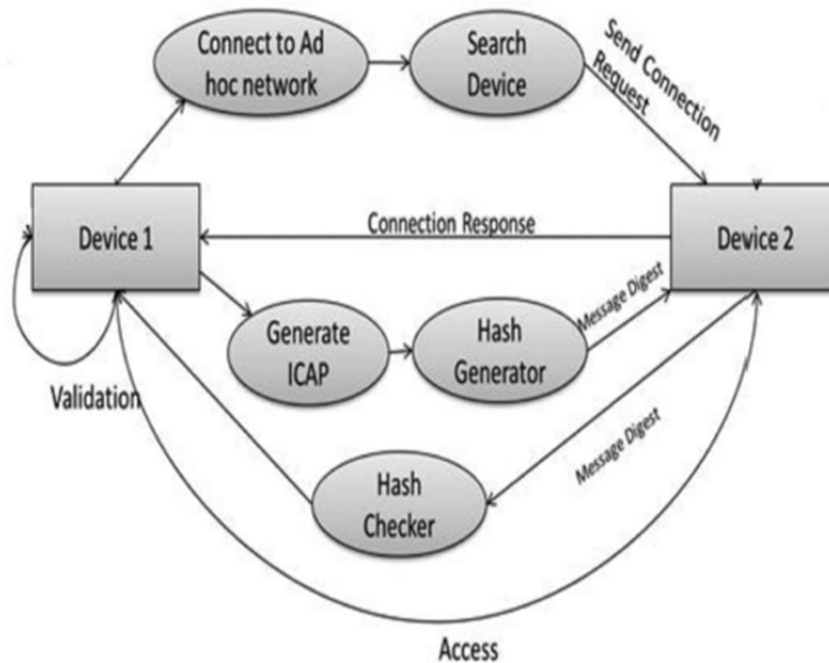 Connect to Ad
hoc network
Search
Device
Send Connection
Request
Device 1
Connection Response
Device 2
Generate
ICAP
Hash
Generator
Message Digest
Validation
Hash
Checker
Message Digest
Access